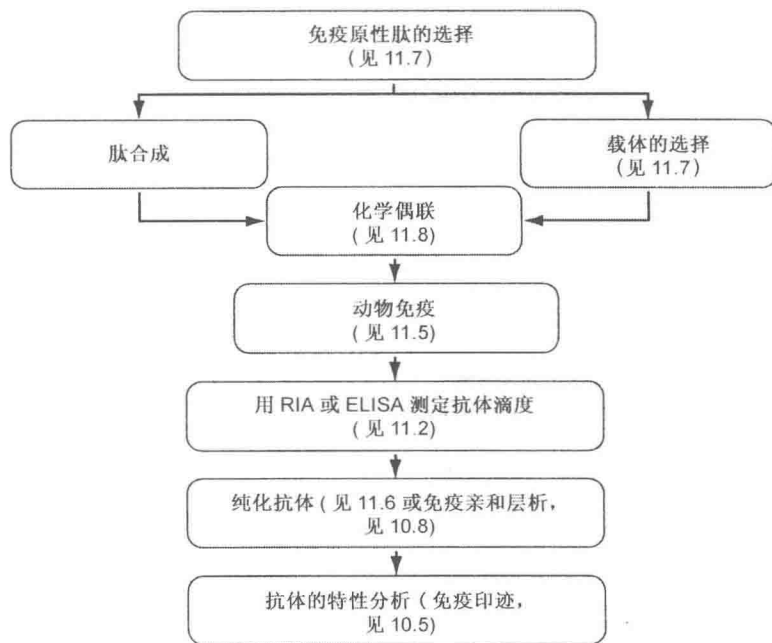 免疫原性肽的选择
(见 11.7)
肽合成
载体的选择
(见 11.7)
化学偶联
( 见 11.8)
动物免疫
( 见 11.5)
用 RIA 或 ELISA 测定抗体滴度
( 见 11.2)
纯化抗体 ( 见 11.6 或免疫亲和层析，
见 10.8)
抗体的特性分析 ( 免疫印迹，
见 10.5)